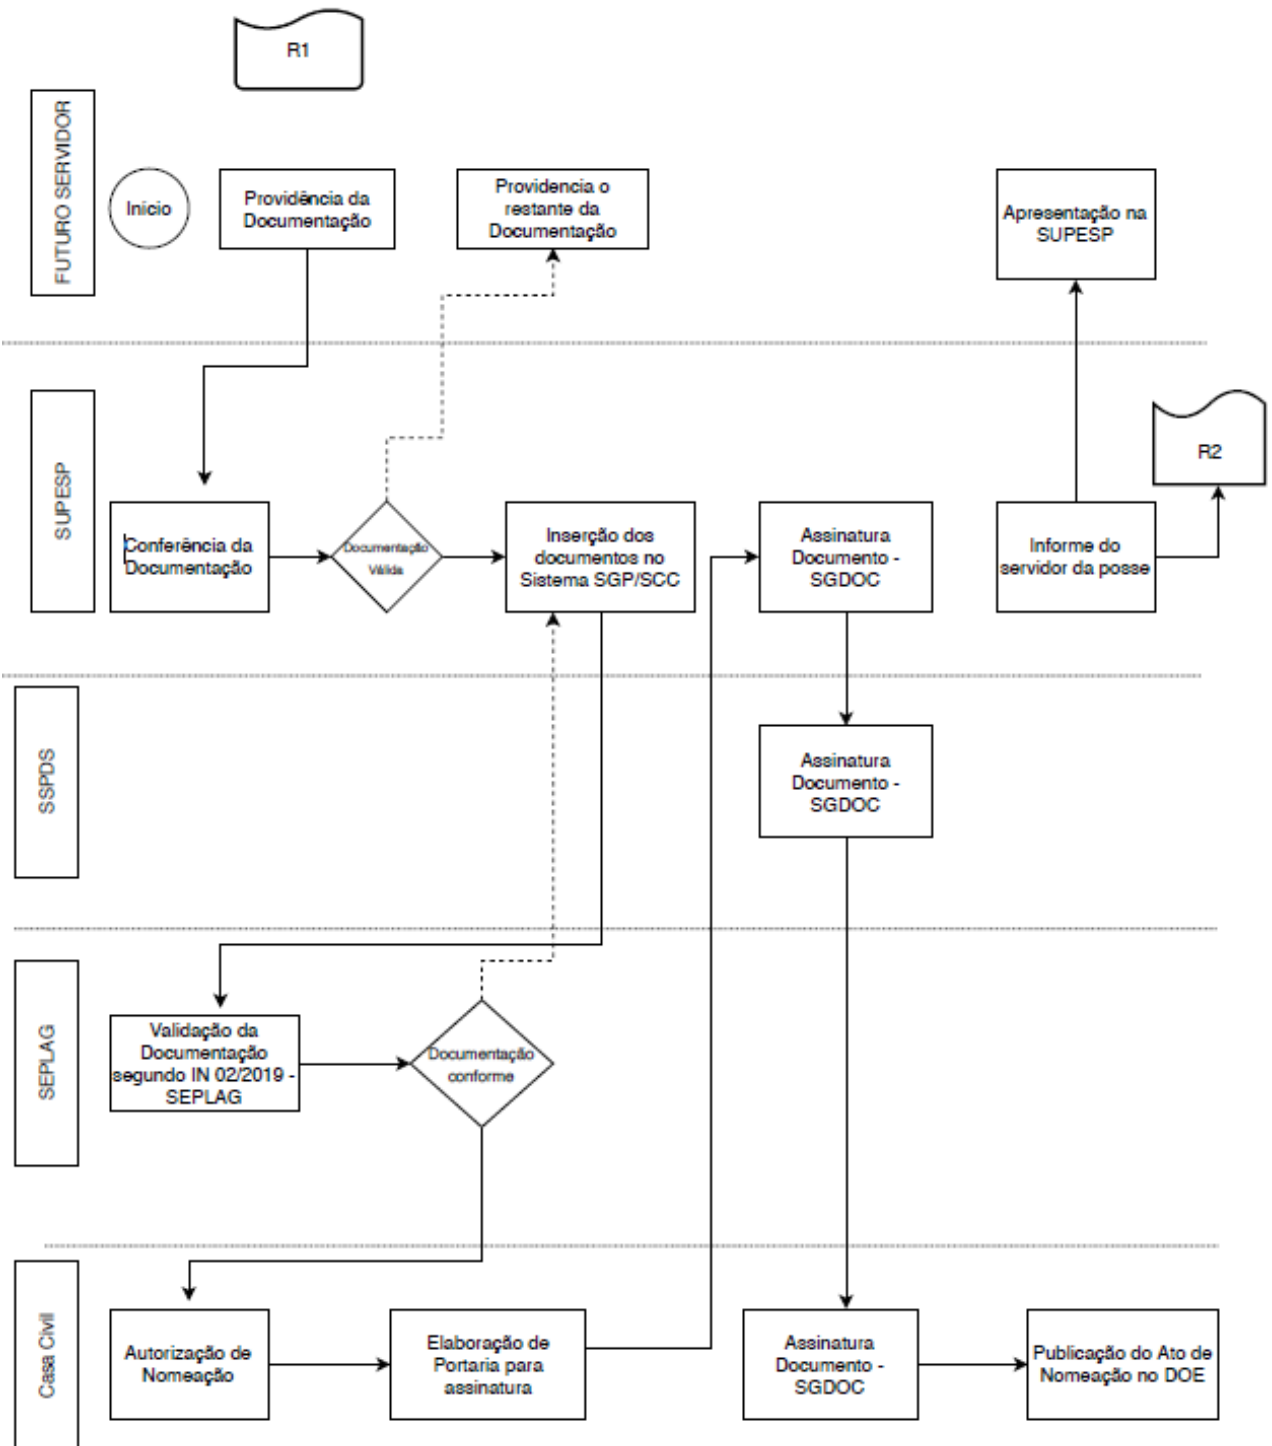 R1
FUTURO SERVIDOR
Início
Providência da
Documentação
Providencia o
restante da
Documentação
Apresentação na
SUPESP
SUPESP
R2
Conferência da
Documentação
Documentação
Válida
Inserção dos
documentos no
Sistema SGP/SCC
Assinatura
Documento -
SGDOC
Informe do
servidor da posse
SSPDS
Assinatura
Documento -
SGDOC
SEPLAG
Validação da
Documentação
segundo IN 02/2019 -
SEPLAG
Documentação
conforme
Casa Civil
Autorização de
Nomeação
Elaboração de
Portaria para
assinatura
Assinatura
Documento -
SGDOC
Publicação do Ato de
Nomeação no DOE